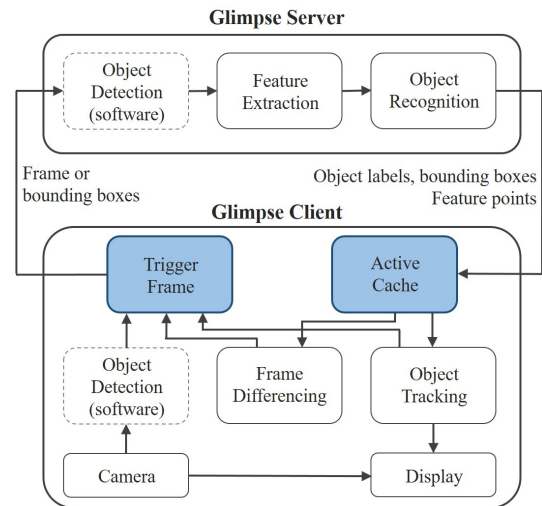 Glimpse Server
Object
Detection
(software)
Feature
Extraction
Object
Recognition
Frame or
bounding boxes
Object labels, bounding boxes
Feature points
Glimpse Client
Trigger
Frame
Active
Cache
Object
Detection
(software)
Frame
Differencing
Object
Tracking
Camera
Display